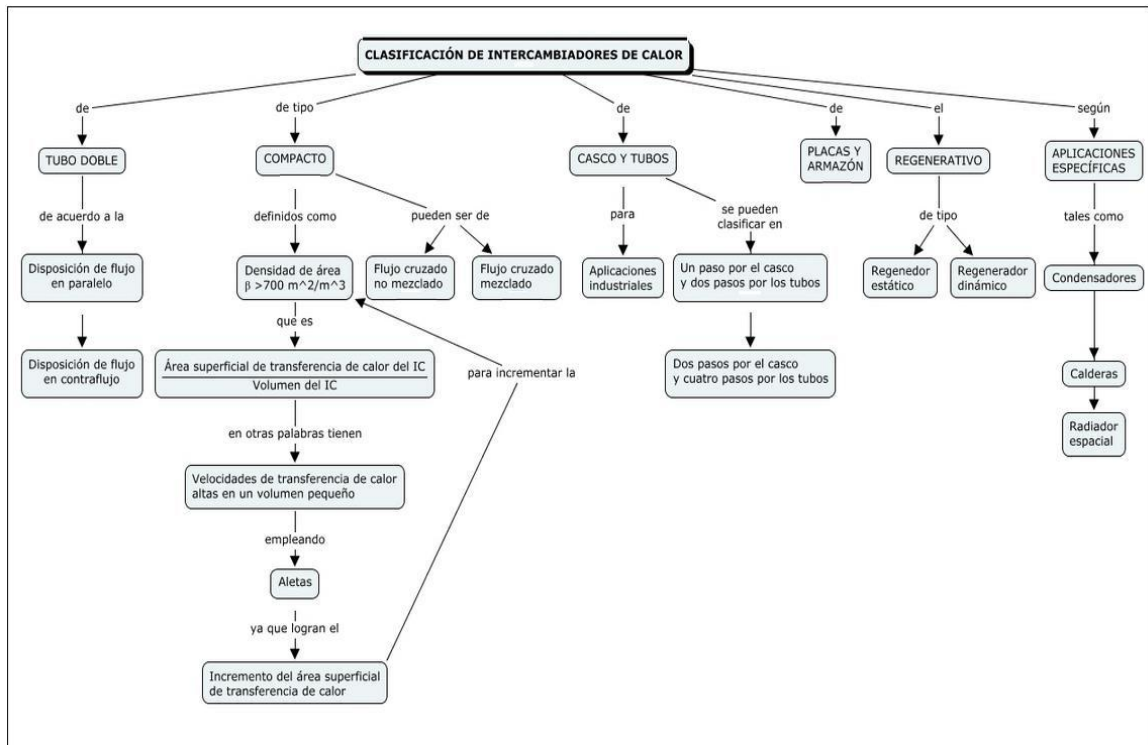 CLASIFICACIÓN DE INTERCAMBIADORES DE CALOR
de
de tipo
de
de
el
según
TUBO DOBLE
COMPACTO
CASCO Y TUBOS
PLACAS Y
ARMAZÓN
REGENERATIVO
APLICACIONES
ESPECÍFICAS
de acuerdo a la
definidos como
pueden ser de
para
se pueden
clasificar en
de tipo
tales como
Disposición de flujo
en paralelo
Densidad de área
β >700 m^2/m^3
Flujo cruzado
no mezclado
Flujo cruzado
mezclado
Aplicaciones
industriales
Un paso por el casco
y dos pasos por los tubos
Regenedor
estático
Regenerador
dinámico
Condensadores
que es
Disposición de flujo
en contraflujo
Área superficial de transferencia de calor del IC
Volumen del IC
para incrementar la
Dos pasos por el casco
y cuatro pasos por los tubos
Calderas
en otras palabras tienen
Radiador
espacial
Velocidades de transferencia de calor
altas en un volumen pequeño
empleando
Aletas
ya que logran el
Incremento del área superficial
de transferencia de calor